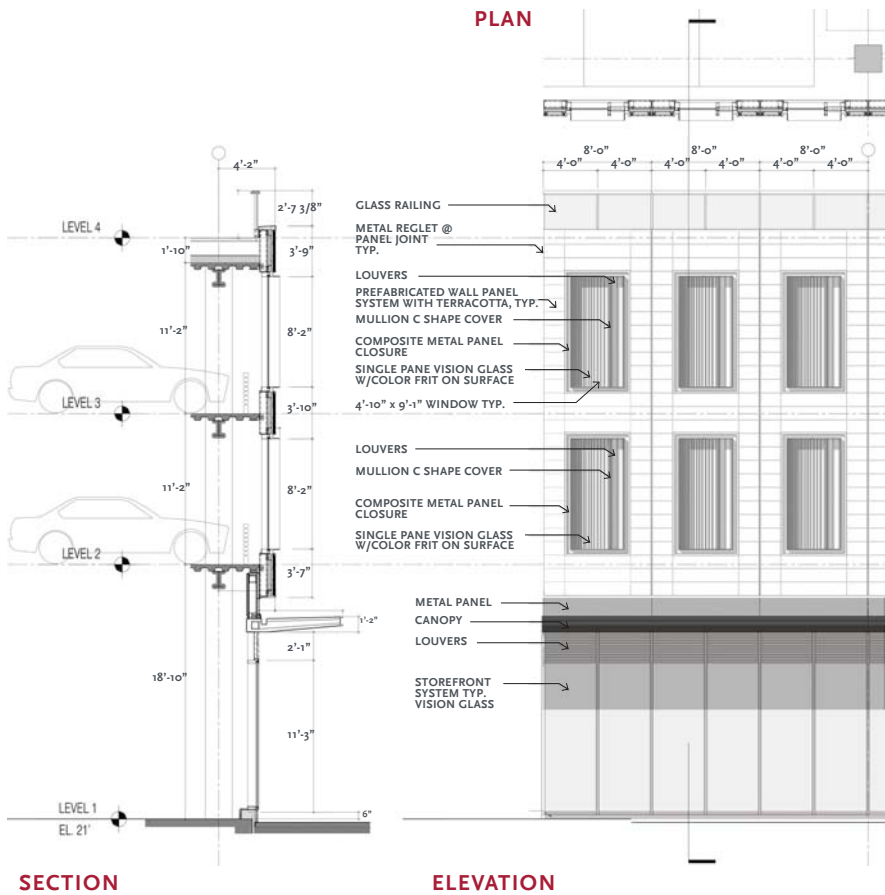 PLAN
8'-0"
8'-0"
8'-0"
4'-0"
4'-0"
4'-0"
4'-0"
4'-0"
4'-0"
4'-2"
2'-7 3/8"
LEVEL 4
1'-10"
3'-9"
11'-2"
8'-2"
LEVEL 3
3'-10"
11'-2"
8'-2"
LEVEL 2
3'-7"
1'-2"
2'-1"
18'-10"
11'-3"
LEVEL 1
EL. 21'
6"
GLASS RAILING
METAL REGLET @
PANEL JOINT
TYP.
LOUVERS
PREFABRICATED WALL PANEL
SYSTEM WITH TERRACOTTA, TYP.
MULLION C SHAPE COVER
COMPOSITE METAL PANEL
CLOSURE
SINGLE PANE VISION GLASS
W/COLOR FRIT ON SURFACE
4'-10" x 9'-1" WINDOW TYP.
LOUVERS
MULLION C SHAPE COVER
COMPOSITE METAL PANEL
CLOSURE
SINGLE PANE VISION GLASS
W/COLOR FRIT ON SURFACE
METAL PANEL
CANOPY
LOUVERS
STOREFRONT
SYSTEM TYP.
VISION GLASS
SECTION
ELEVATION